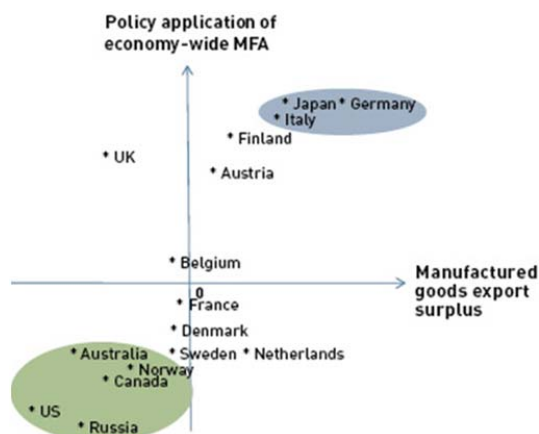 Policy application of
economy-wide MFA
Japan
Germany
Italy
Finland
UK
Austria
Belgium
Manufactured
goods export
surplus
0
France
Denmark
Australia
Sweden
Netherlands
Norway
Canada
US
Russia